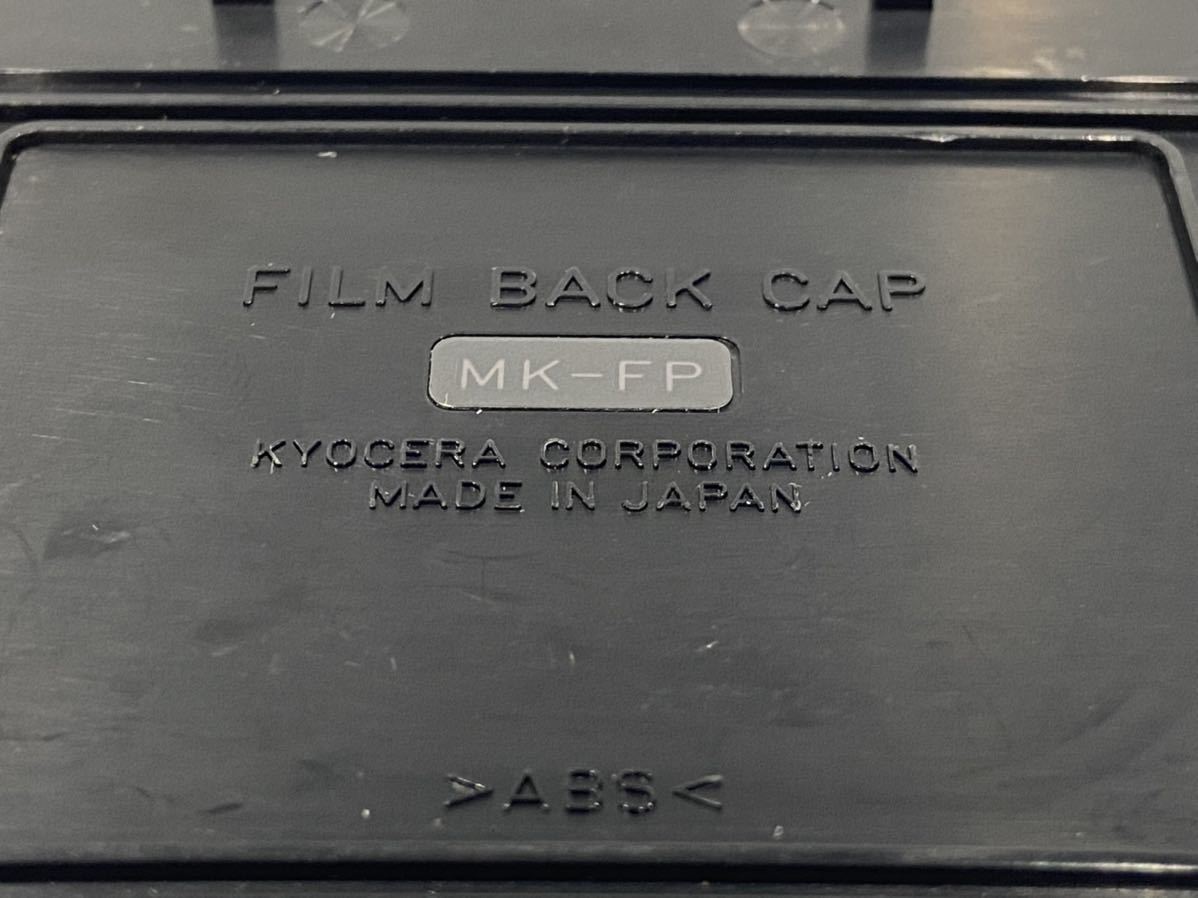 FILM BACK CAP
MK-FP
KYOCERA CORPORATION
MADE IN JAPAN
>ABS<